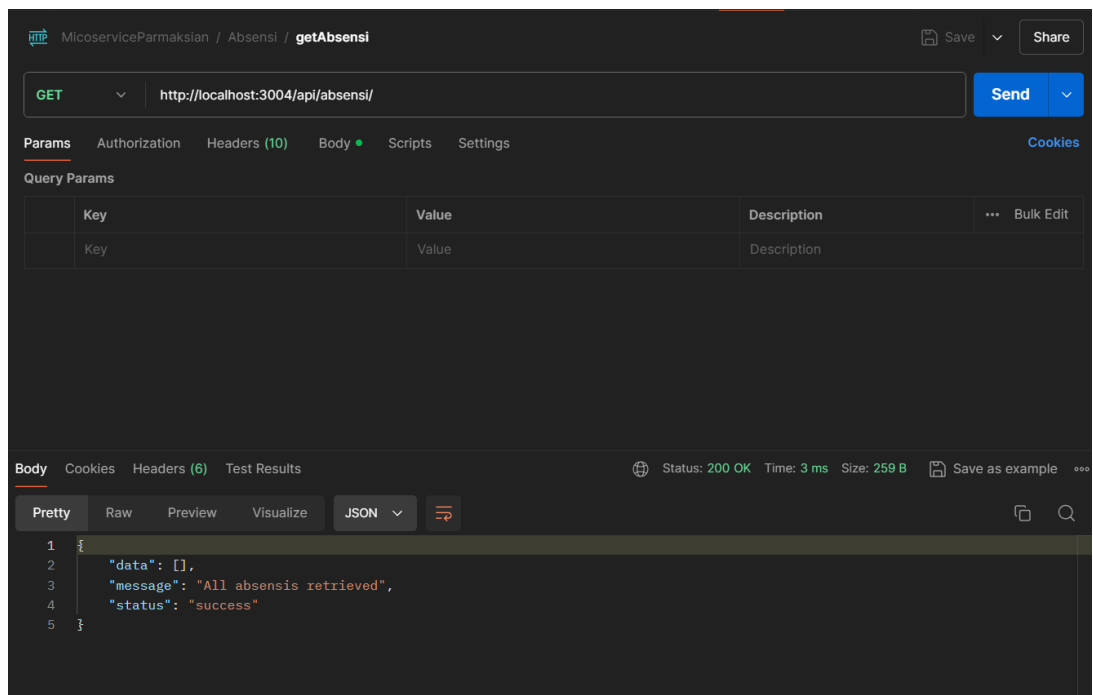 HTTP MicoserviceParmaksian / Absensi / getAbsensi Save Share
GET http://localhost:3004/api/absensi/ Send
Params Authorization Headers (10) Body Scripts Settings Cookies
Query Params
Key Value Description ••• Bulk Edit
Key Value Description
Body Cookies Headers (6) Test Results Status: 200 OK Time: 3 ms Size: 259 B Save as example
Pretty Raw Preview Visualize JSON
1 {
2 "data": [],
3 "message": "All absensis retrieved",
4 "status": "success"
5 }